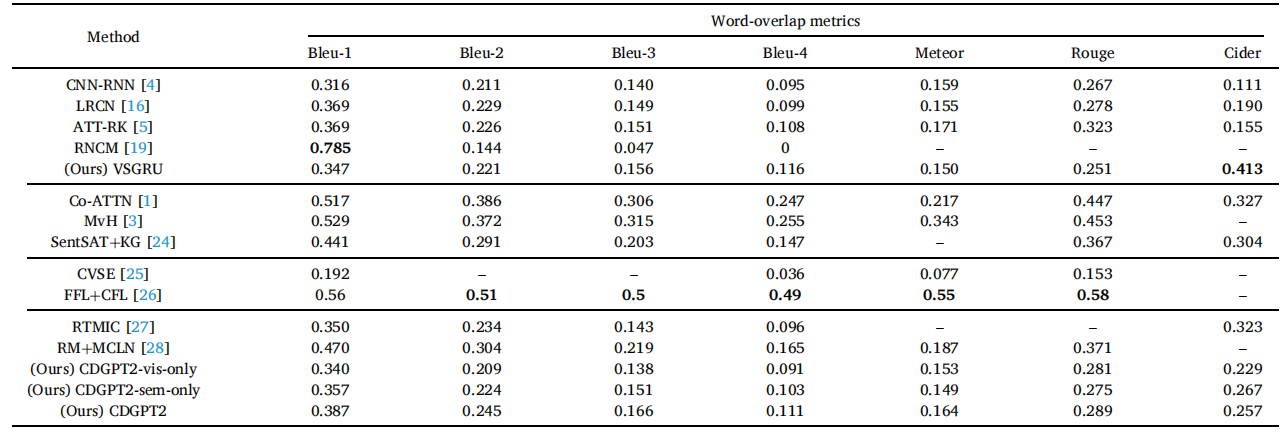 Method Word-overlap metrics
Bleu-1 Bleu-2 Bleu-3 Bleu-4 Meteor Rouge Cider
CNN-RNN [4] 0.316 0.211 0.140 0.095 0.159 0.267 0.111
LRCN [16] 0.369 0.229 0.149 0.099 0.155 0.278 0.190
ATT-RK [5] 0.369 0.226 0.151 0.108 0.171 0.323 0.155
RNCM [19] 0.785 0.144 0.047 0 – – –
(Ours) VSGRU 0.347 0.221 0.156 0.116 0.150 0.251 0.413
Co-ATTN [1] 0.517 0.386 0.306 0.247 0.217 0.447 0.327
MvH [3] 0.529 0.372 0.315 0.255 0.343 0.453 –
SentSAT+KG [24] 0.441 0.291 0.203 0.147 – 0.367 0.304
CVSE [25] 0.192 – – 0.036 0.077 0.153 –
FFL+CFL [26] 0.56 0.51 0.5 0.49 0.55 0.58 –
RTMIC [27] 0.350 0.234 0.143 0.096 – – 0.323
RM+MCLN [28] 0.470 0.304 0.219 0.165 0.187 0.371 –
(Ours) CDGPT2-vis-only 0.340 0.209 0.138 0.091 0.153 0.281 0.229
(Ours) CDGPT2-sem-only 0.357 0.224 0.151 0.103 0.149 0.275 0.267
(Ours) CDGPT2 0.387 0.245 0.166 0.111 0.164 0.289 0.257